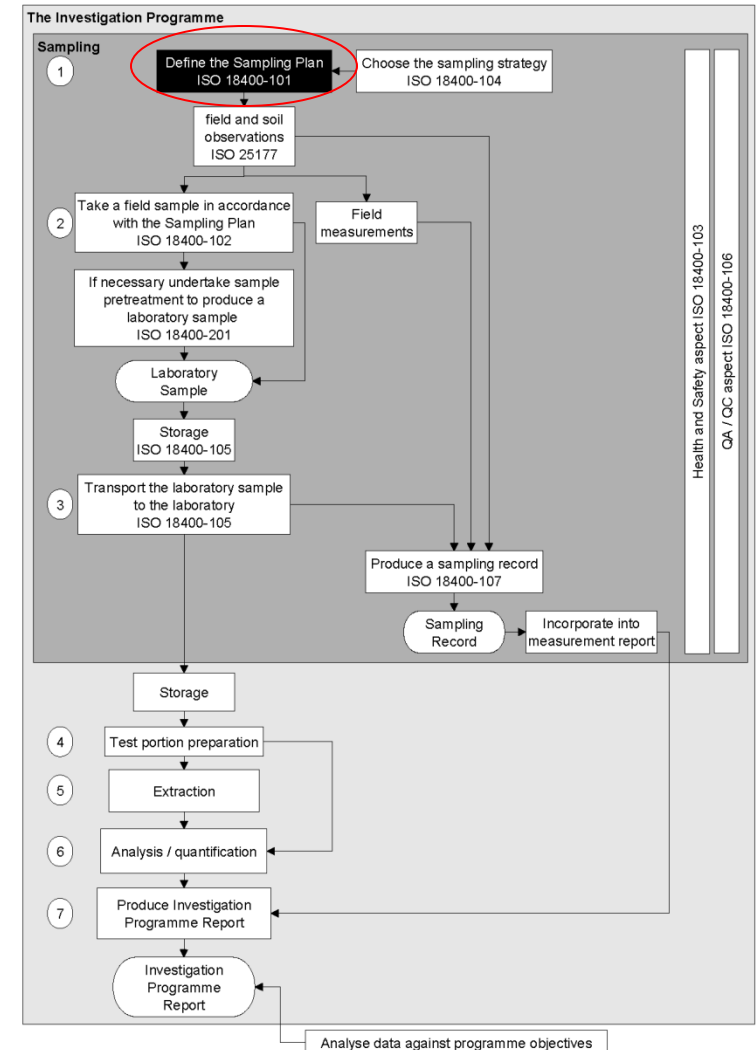 The Investigation Programme
Sampling
1
Define the Sampling Plan
ISO 18400-101
Choose the sampling strategy
ISO 18400-104
field and soil
observations
ISO 25177
2
Take a field sample in accordance
with the Sampling Plan
ISO 18400-102
Field
measurements
If necessary undertake sample
pretreatment to produce a
laboratory sample
ISO 18400-201
Laboratory
Sample
Storage
ISO 18400-105
3
Transport the laboratory sample
to the laboratory
ISO 18400-105
Produce a sampling record
ISO 18400-107
Sampling
Record
Incorporate into
measurement report
Health and Safety aspect ISO 18400-103
QA / QC aspect ISO 18400-106
Storage
4
Test portion preparation
5
Extraction
6
Analysis / quantification
7
Produce Investigation
Programme Report
Investigation
Programme
Report
Analyse data against programme objectives